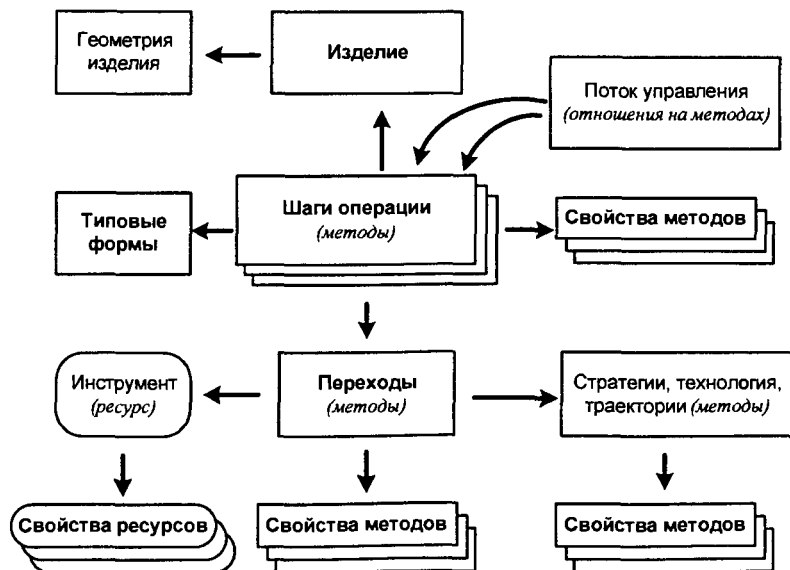 Геометрия
изделия
Изделие
Поток управления
(отношения на методах)
Типовые
формы
Шаги операции
(методы)
Свойства методов
Инструмент
(ресурс)
Переходы
(методы)
Стратегии, технология,
траектории (методы)
Свойства ресурсов
Свойства методов
Свойства методов